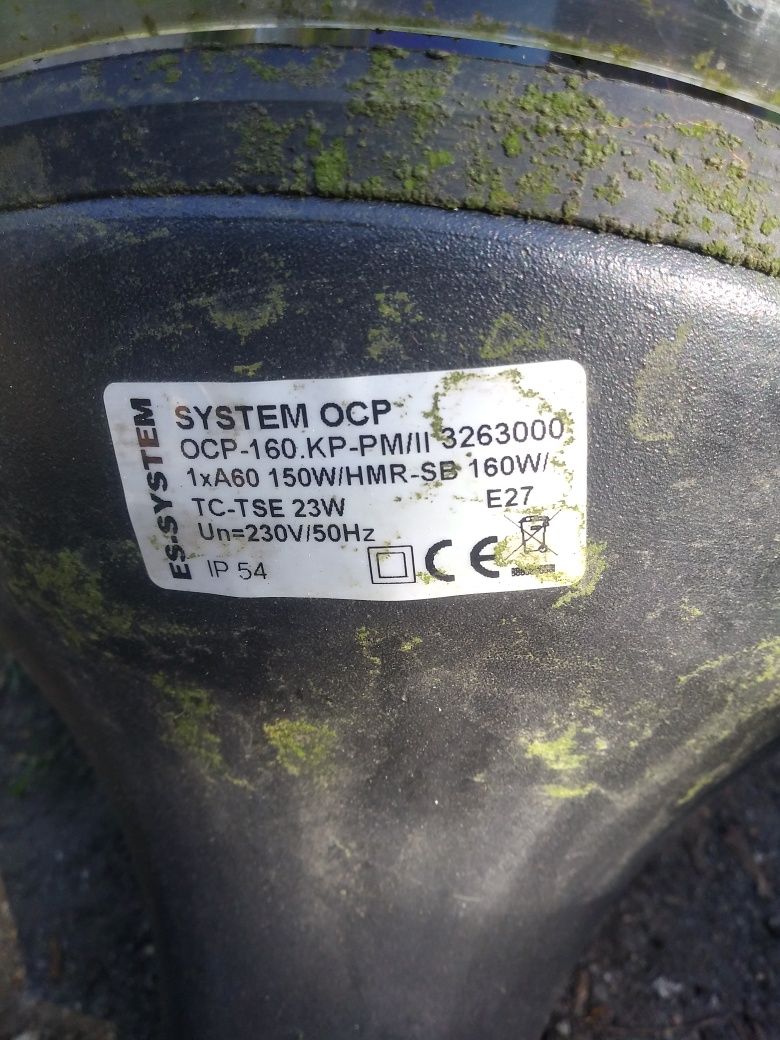 ES-SYSTEM
SYSTEM OCP
OCP-160.KP-PM/II 3263000
1xA60 150W/HMR-SB 160W/
TC-TSE 23W E27
Un=230V/50Hz
IP 54 CE